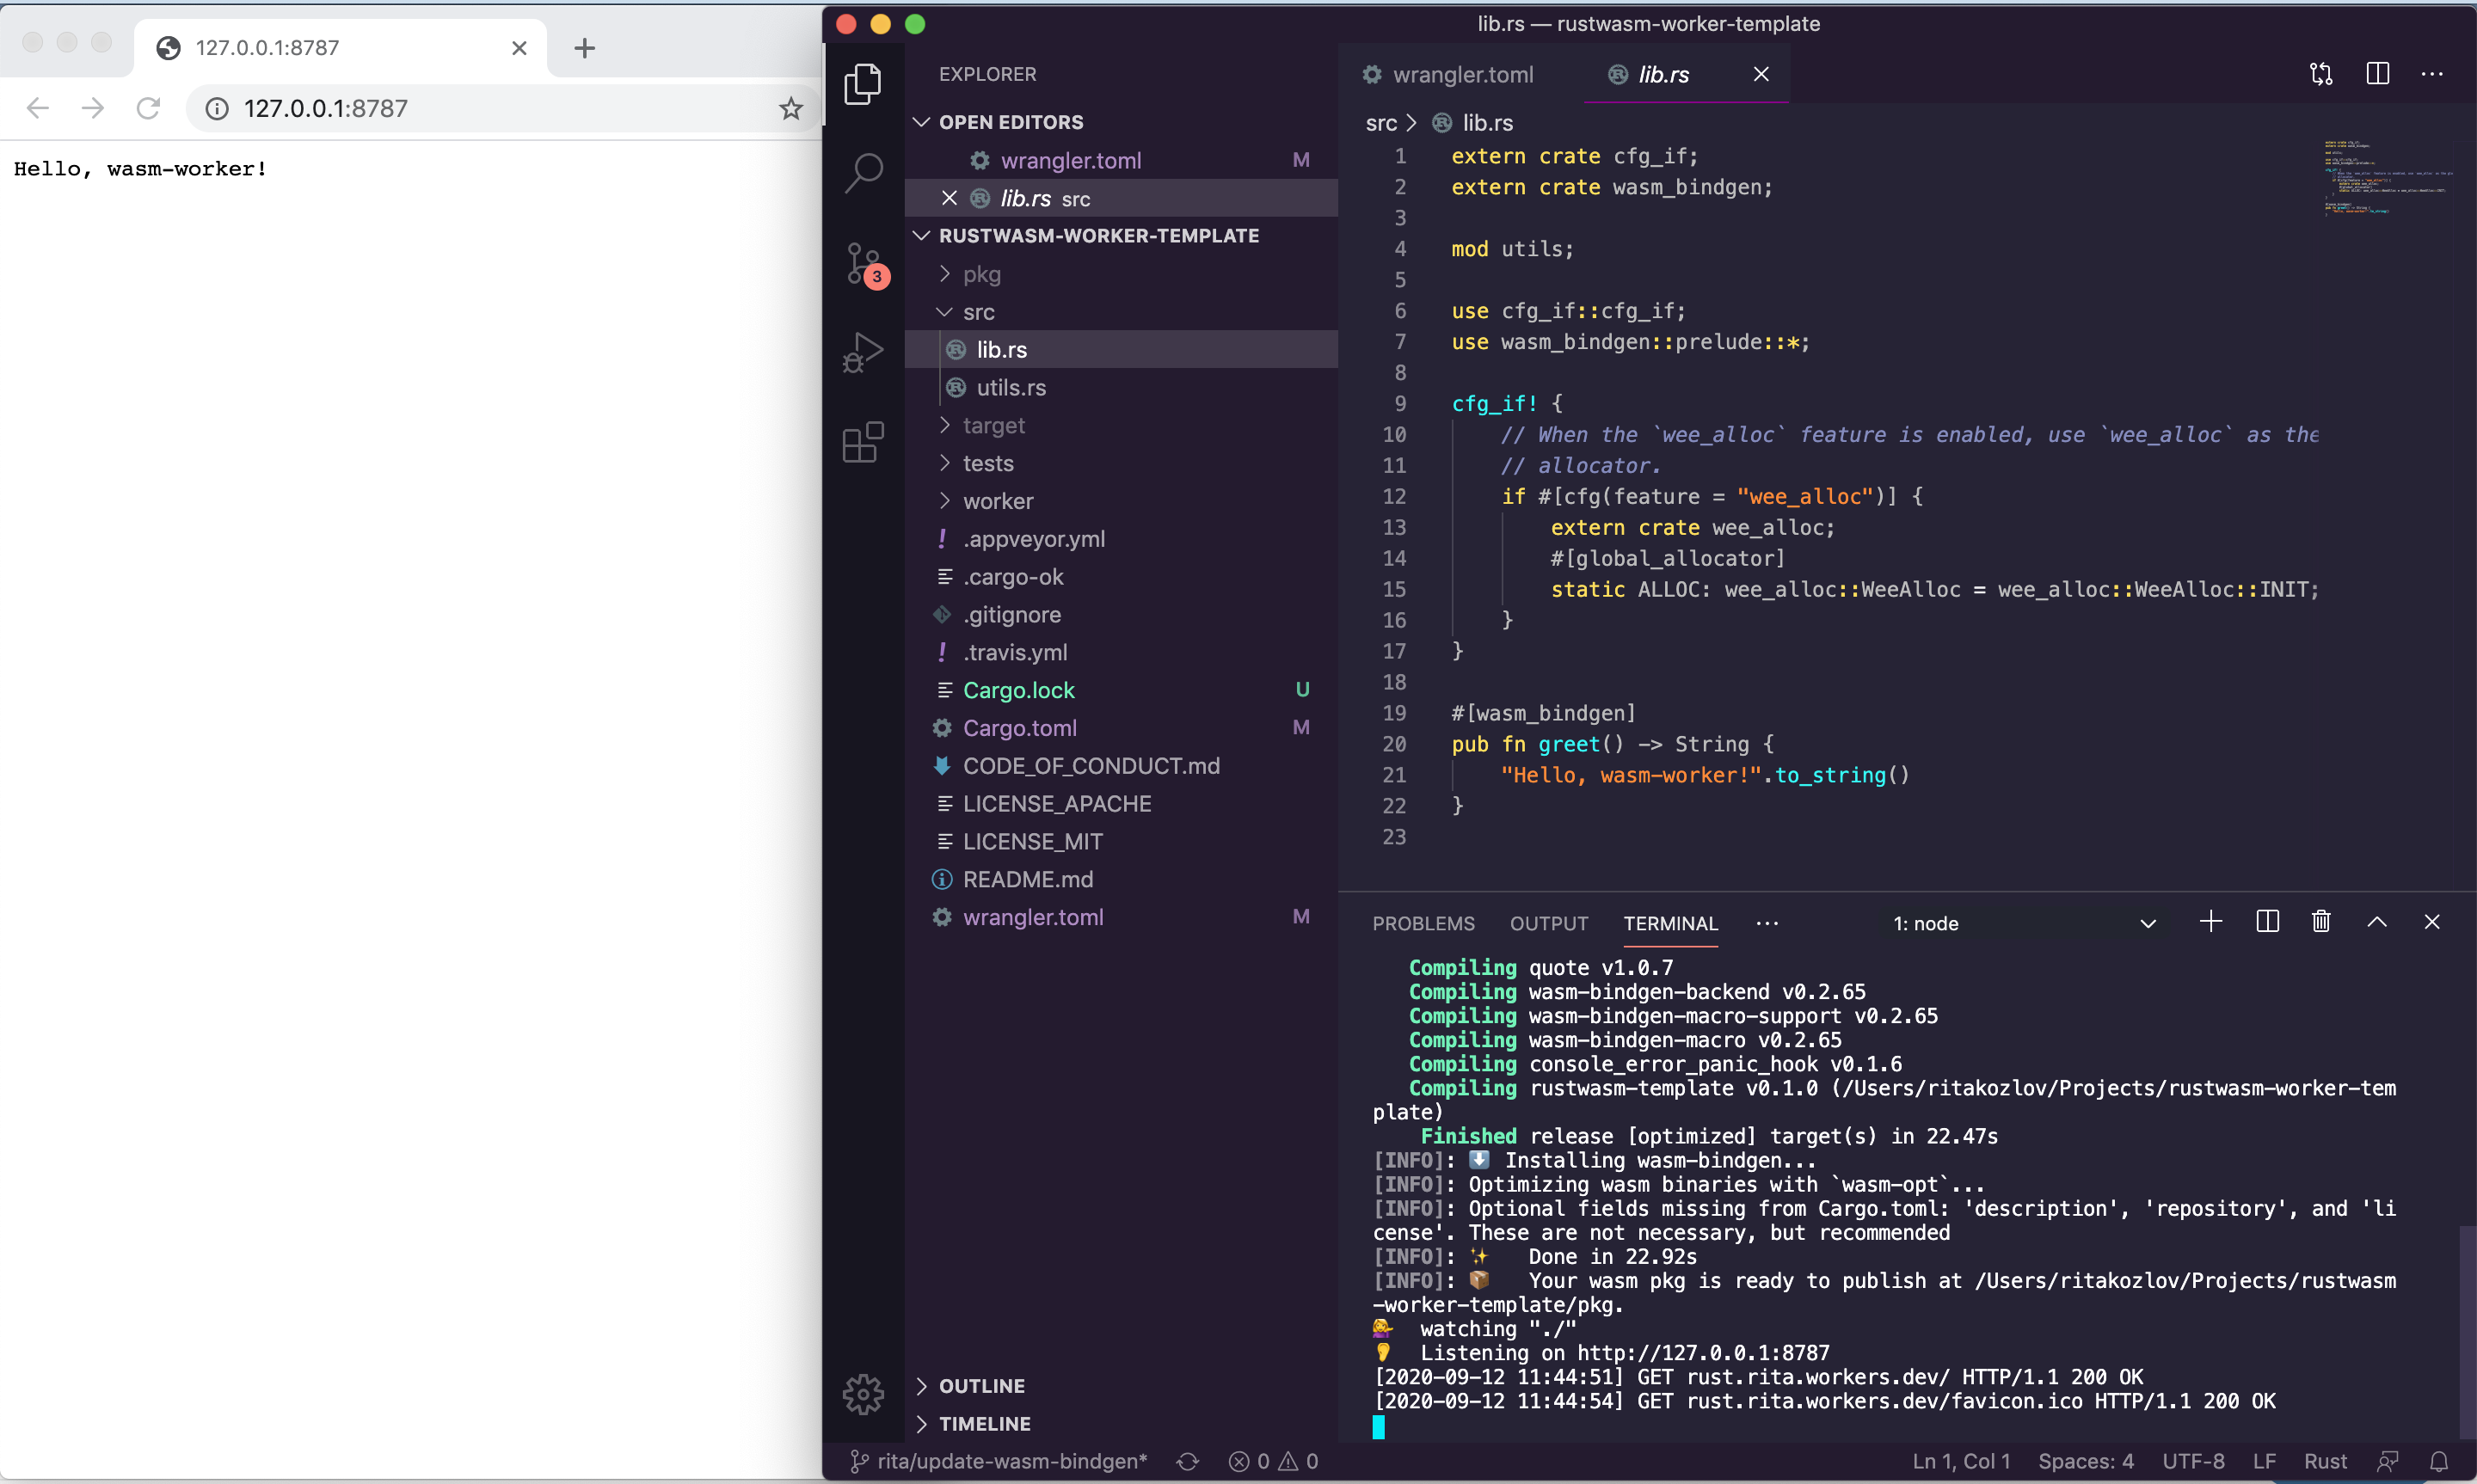 127.0.0.1:8787
127.0.0.1:8787
Hello, wasm-worker!
lib.rs — rustwasm-worker-template
EXPLORER
OPEN EDITORS
wrangler.toml M
lib.rs src
RUSTWASM-WORKER-TEMPLATE
pkg
src
lib.rs
utils.rs
target
tests
worker
.appveyor.yml
.cargo-ok
.gitignore
.travis.yml
Cargo.lock U
Cargo.toml M
CODE_OF_CONDUCT.md
LICENSE_APACHE
LICENSE_MIT
README.md
wrangler.toml M
OUTLINE
TIMELINE
3
wrangler.toml lib.rs
src > lib.rs
1 extern crate cfg_if;
2 extern crate wasm_bindgen;
3
4 mod utils;
5
6 use cfg_if::cfg_if;
7 use wasm_bindgen::prelude::*;
8
9 cfg_if! {
10 // When the `wee_alloc` feature is enabled, use `wee_alloc` as the
11 // allocator.
12 if #[cfg(feature = "wee_alloc")] {
13 extern crate wee_alloc;
14 #[global_allocator]
15 static ALLOC: wee_alloc::WeeAlloc = wee_alloc::WeeAlloc::INIT;
16 }
17 }
18
19 #[wasm_bindgen]
20 pub fn greet() -> String {
21 "Hello, wasm-worker!".to_string()
22 }
23
PROBLEMS OUTPUT TERMINAL ··· 1: node
Compiling quote v1.0.7
Compiling wasm-bindgen-backend v0.2.65
Compiling wasm-bindgen-macro-support v0.2.65
Compiling wasm-bindgen-macro v0.2.65
Compiling console_error_panic_hook v0.1.6
Compiling rustwasm-template v0.1.0 (/Users/ritakozlov/Projects/rustwasm-worker-tem
plate)
Finished release [optimized] target(s) in 22.47s
[INFO]: ⬇️ Installing wasm-bindgen...
[INFO]: Optimizing wasm binaries with `wasm-opt`...
[INFO]: Optional fields missing from Cargo.toml: 'description', 'repository', and 'li
cense'. These are not necessary, but recommended
[INFO]: ✨ Done in 22.92s
[INFO]: 📦 Your wasm pkg is ready to publish at /Users/ritakozlov/Projects/rustwasm
-worker-template/pkg.
💁 watching "./"
👂 Listening on http://127.0.0.1:8787
[2020-09-12 11:44:51] GET rust.rita.workers.dev/ HTTP/1.1 200 OK
[2020-09-12 11:44:54] GET rust.rita.workers.dev/favicon.ico HTTP/1.1 200 OK
rita/update-wasm-bindgen* 0 0 Ln 1, Col 1 Spaces: 4 UTF-8 LF Rust